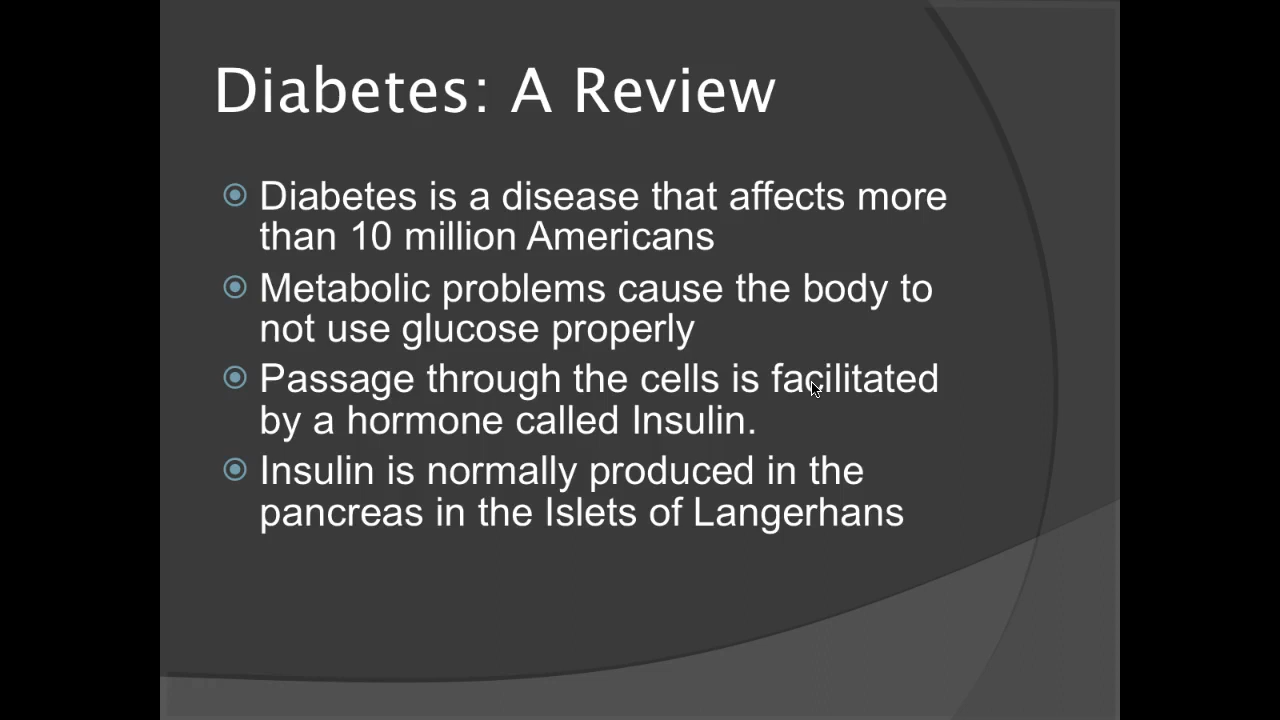 Diabetes: A Review
Diabetes is a disease that affects more
than 10 million Americans
Metabolic problems cause the body to
not use glucose properly
Passage through the cells is facilitated
by a hormone called Insulin.
Insulin is normally produced in the
pancreas in the Islets of Langerhans